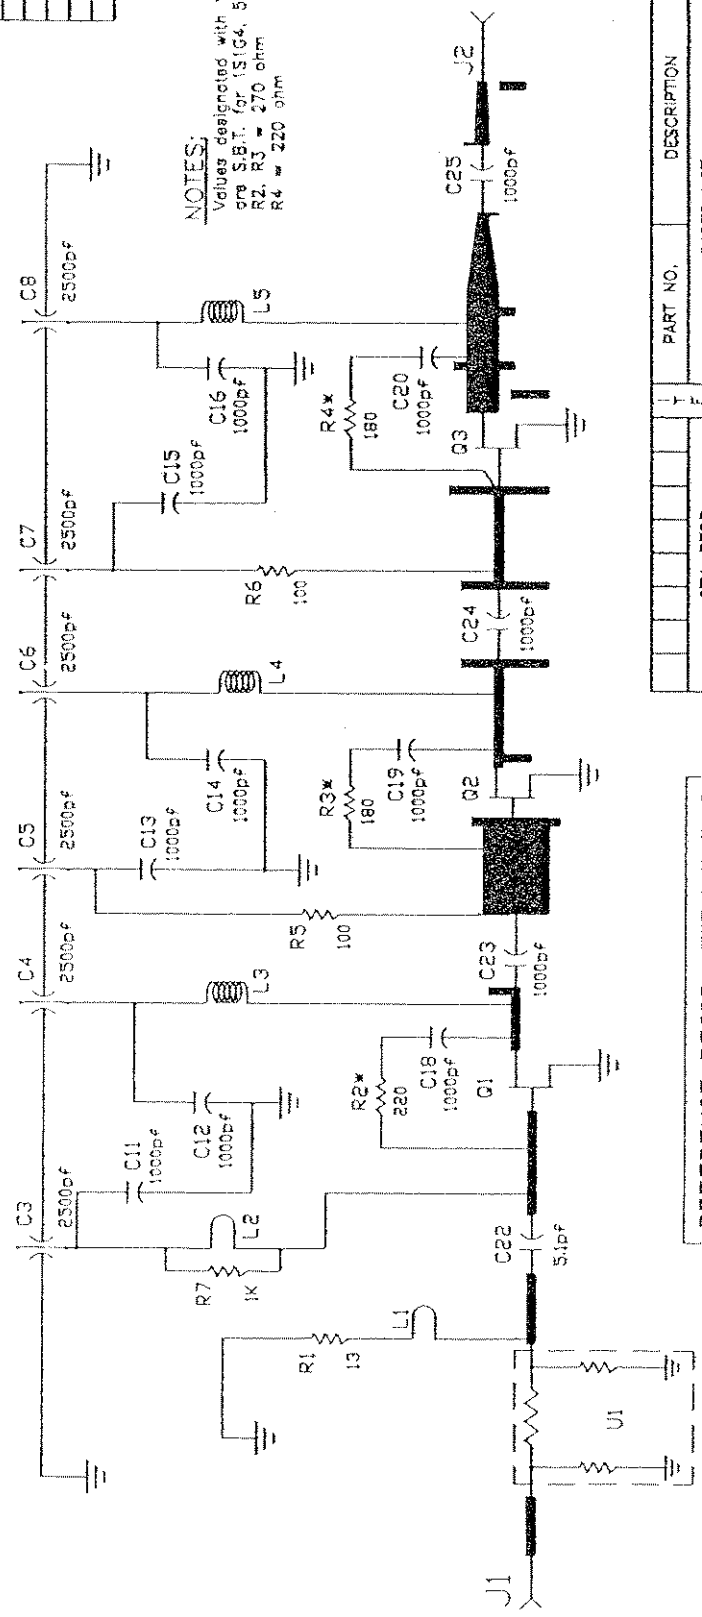 NOTES:
Values designated with
are S.B.T. for 1S1G4, 5
R2, R3 = 270 ohm
R4 = 220 ohm
C3
2500pf
C4
2500pf
C5
2500pf
C6
2500pf
C7
2500pf
C8
2500pf
C11
1000pf
C12
1000pf
C13
1000pf
C14
1000pf
C15
1000pf
C16
1000pf
R7
1K
L2
L3
L4
L5
R1
13
L1
R5
100
R6
100
R2*
220
C18
1000pf
R3*
180
C19
1000pf
R4*
180
C20
1000pf
J1
U1
C22
5.1pf
Q1
C23
1000pf
Q2
C24
1000pf
Q3
C25
1000pf
J2
PART NO.
DESCRIPTION